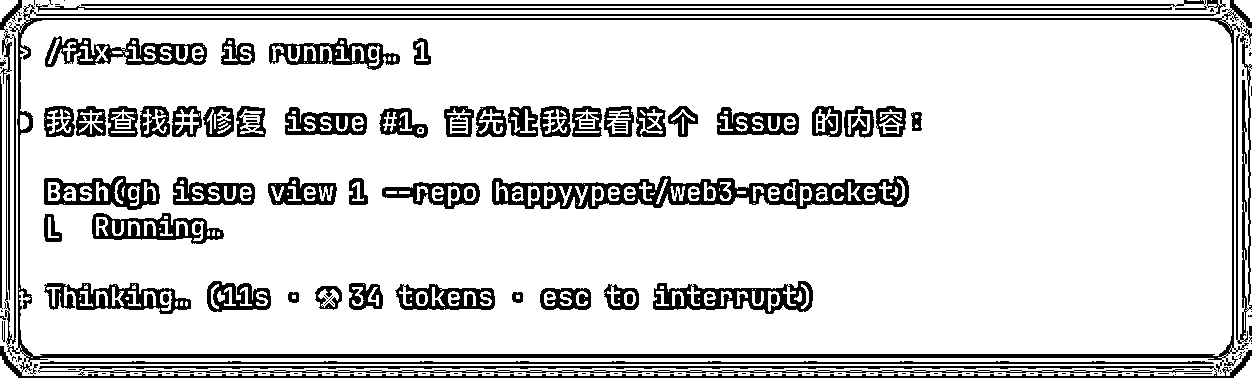 > /fix-issue is running… 1
我来查找并修复 issue #1。首先让我查看这个 issue 的内容：
Bash(gh issue view 1 --repo happyypeet/web3-redpacket)
L Running…
Thinking… (11s · ⚒ 34 tokens · esc to interrupt)